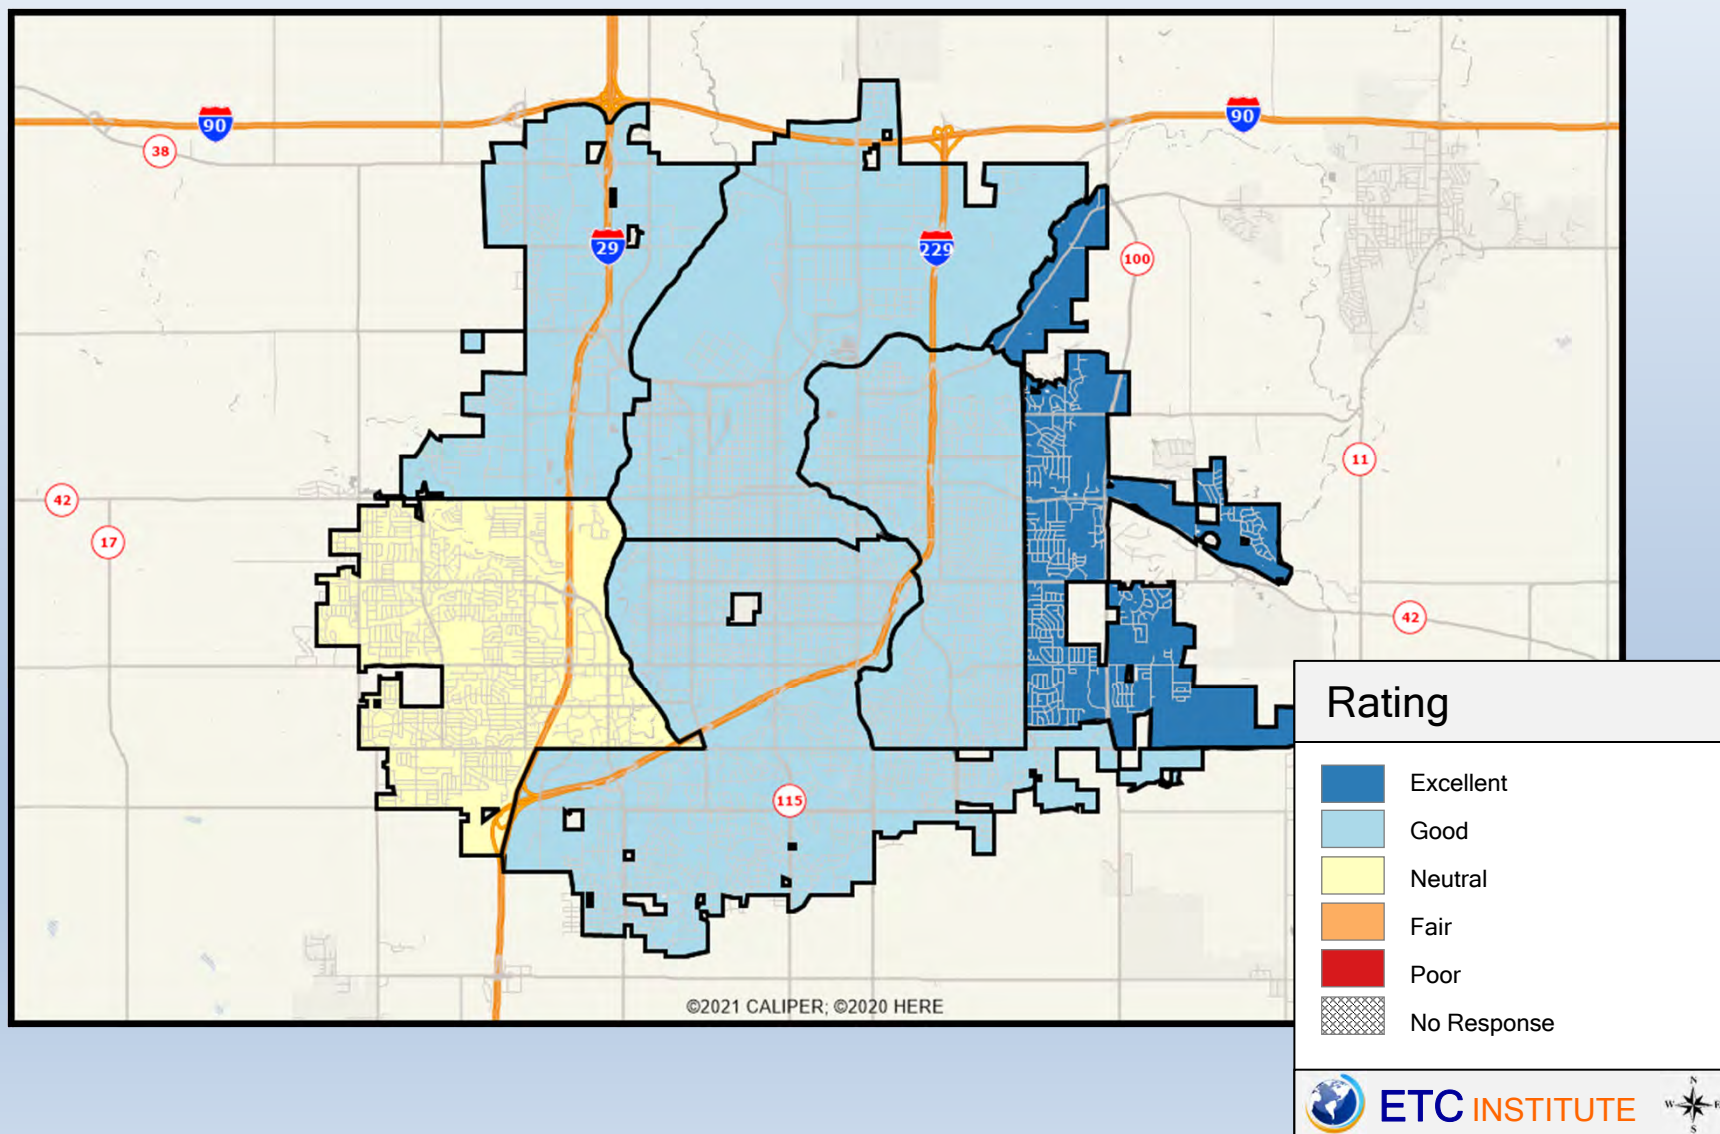 90
90
38
29
229
100
11
42
17
42
Rating
115
Excellent
Good
Neutral
Fair
Poor
©2021 CALIPER; ©2020 HERE
No Response
ETC INSTITUTE
N
W
E
S